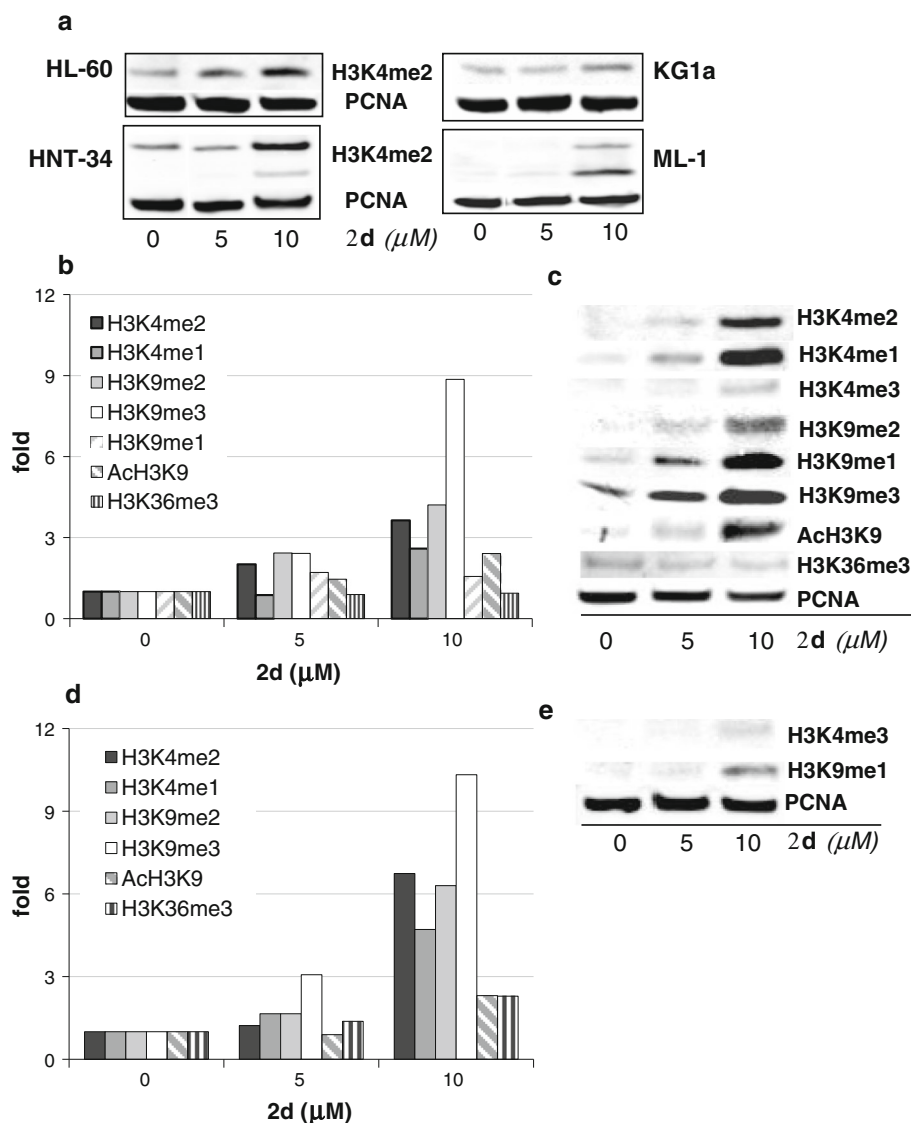 a
HL-60
H3K4me2
KG1a
PCNA
HNT-34
H3K4me2
ML-1
PCNA
0 5 10 2d (µM) 0 5 10
b
12
9
6
3
0
fold
H3K4me2
H3K4me1
H3K9me2
H3K9me3
H3K9me1
AcH3K9
H3K36me3
0 5 10
2d (µM)
c
H3K4me2
H3K4me1
H3K4me3
H3K9me2
H3K9me1
H3K9me3
AcH3K9
H3K36me3
PCNA
0 5 10 2d (µM)
d
12
9
6
3
0
fold
H3K4me2
H3K4me1
H3K9me2
H3K9me3
AcH3K9
H3K36me3
0 5 10
2d (µM)
e
H3K4me3
H3K9me1
PCNA
0 5 10 2d (µM)